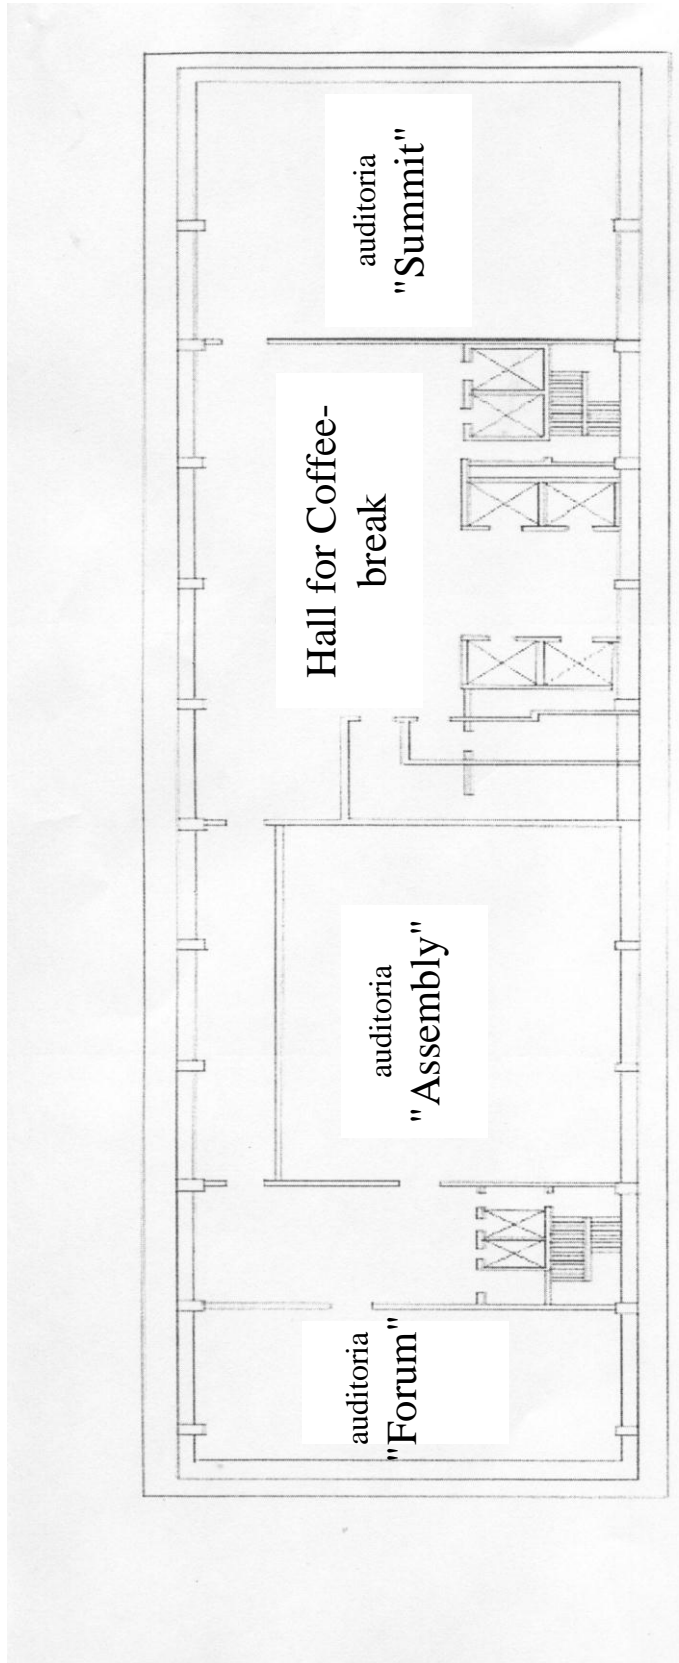 auditoria
"Forum"
auditoria
"Assembly"
Hall for Coffee-
break
auditoria
"Summit"